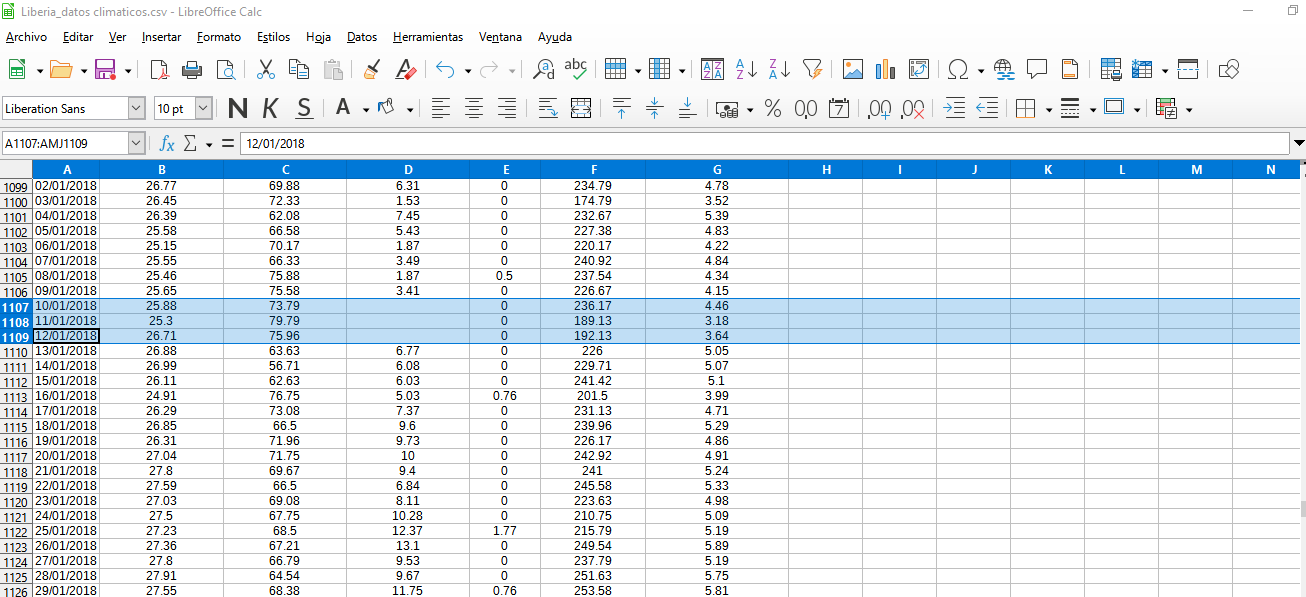 Liberia_datos climaticos.csv - LibreOffice Calc
Archivo Editar Ver Insertar Formato Estilos Hoja Datos Herramientas Ventana Ayuda
Liberation Sans 10 pt N K S A
A1107:AMJ1109 fx Σ = 12/01/2018
A B C D E F G H I J K L M N
1099 02/01/2018 26.77 69.88 6.31 0 234.79 4.78
1100 03/01/2018 26.45 72.33 1.53 0 174.79 3.52
1101 04/01/2018 26.39 62.08 7.45 0 232.67 5.39
1102 05/01/2018 25.58 66.58 5.43 0 227.38 4.83
1103 06/01/2018 25.15 70.17 1.87 0 220.17 4.22
1104 07/01/2018 25.55 66.33 3.49 0 240.92 4.84
1105 08/01/2018 25.46 75.88 1.87 0.5 237.54 4.34
1106 09/01/2018 25.65 75.58 3.41 0 226.67 4.15
1107 10/01/2018 25.88 73.79 0 236.17 4.46
1108 11/01/2018 25.3 79.79 0 189.13 3.18
1109 12/01/2018 26.71 75.96 0 192.13 3.64
1110 13/01/2018 26.88 63.63 6.77 0 226 5.05
1111 14/01/2018 26.99 56.71 6.08 0 229.71 5.07
1112 15/01/2018 26.11 62.63 6.03 0 241.42 5.1
1113 16/01/2018 24.91 76.75 5.03 0.76 201.5 3.99
1114 17/01/2018 26.29 73.08 7.37 0 231.13 4.71
1115 18/01/2018 26.85 66.5 9.6 0 239.96 5.29
1116 19/01/2018 26.31 71.96 9.73 0 226.17 4.86
1117 20/01/2018 27.04 71.75 10 0 242.92 4.91
1118 21/01/2018 27.8 69.67 9.4 0 241 5.24
1119 22/01/2018 27.59 66.5 6.84 0 245.58 5.33
1120 23/01/2018 27.03 69.08 8.11 0 223.63 4.98
1121 24/01/2018 27.5 67.75 10.28 0 210.75 5.09
1122 25/01/2018 27.23 68.5 12.37 1.77 215.79 5.19
1123 26/01/2018 27.36 67.21 13.1 0 249.54 5.89
1124 27/01/2018 27.8 66.79 9.53 0 237.79 5.19
1125 28/01/2018 27.91 64.54 9.67 0 251.63 5.75
1126 29/01/2018 27.55 68.38 11.75 0.76 253.58 5.81